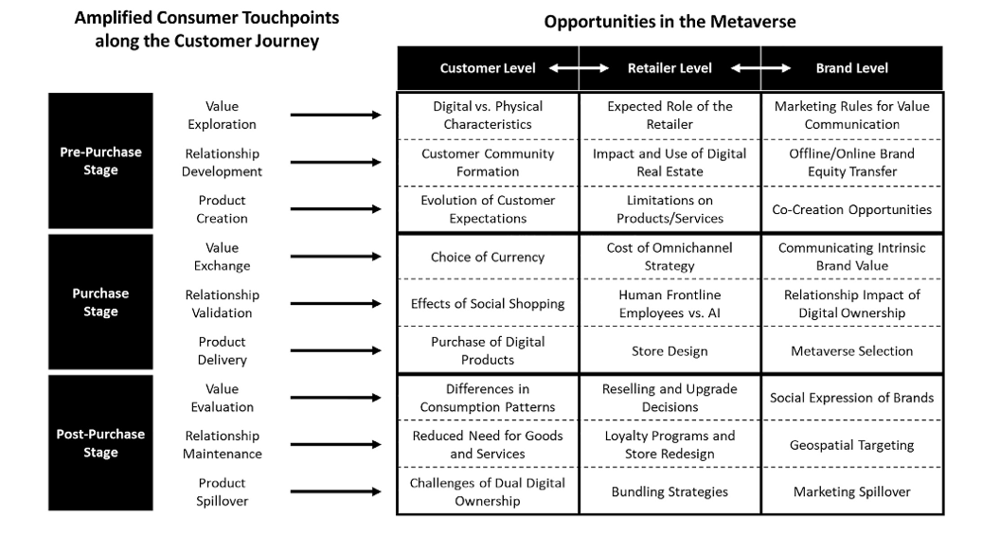 Amplified Consumer Touchpoints
along the Customer Journey
Opportunities in the Metaverse
Customer Level
Retailer Level
Brand Level
Pre-Purchase
Stage
Value
Exploration
Digital vs. Physical
Characteristics
Expected Role of the
Retailer
Marketing Rules for Value
Communication
Relationship
Development
Customer Community
Formation
Impact and Use of Digital
Real Estate
Offline/Online Brand
Equity Transfer
Product
Creation
Evolution of Customer
Expectations
Limitations on
Products/Services
Co-Creation Opportunities
Purchase
Stage
Value
Exchange
Choice of Currency
Cost of Omnichannel
Strategy
Communicating Intrinsic
Brand Value
Relationship
Validation
Effects of Social Shopping
Human Frontline
Employees vs. AI
Relationship Impact of
Digital Ownership
Product
Delivery
Purchase of Digital
Products
Store Design
Metaverse Selection
Post-Purchase
Stage
Value
Evaluation
Differences in
Consumption Patterns
Reselling and Upgrade
Decisions
Social Expression of Brands
Relationship
Maintenance
Reduced Need for Goods
and Services
Loyalty Programs and
Store Redesign
Geospatial Targeting
Product
Spillover
Challenges of Dual Digital
Ownership
Bundling Strategies
Marketing Spillover